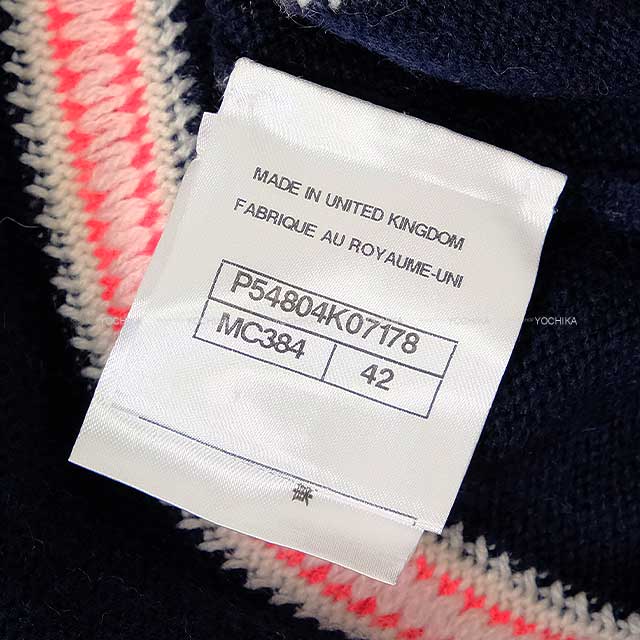 MADE IN UNITED KINGDOM
FABRIQUE AU ROYAUME-UNI
P54804K07178
MC384 42
YOCHIKA